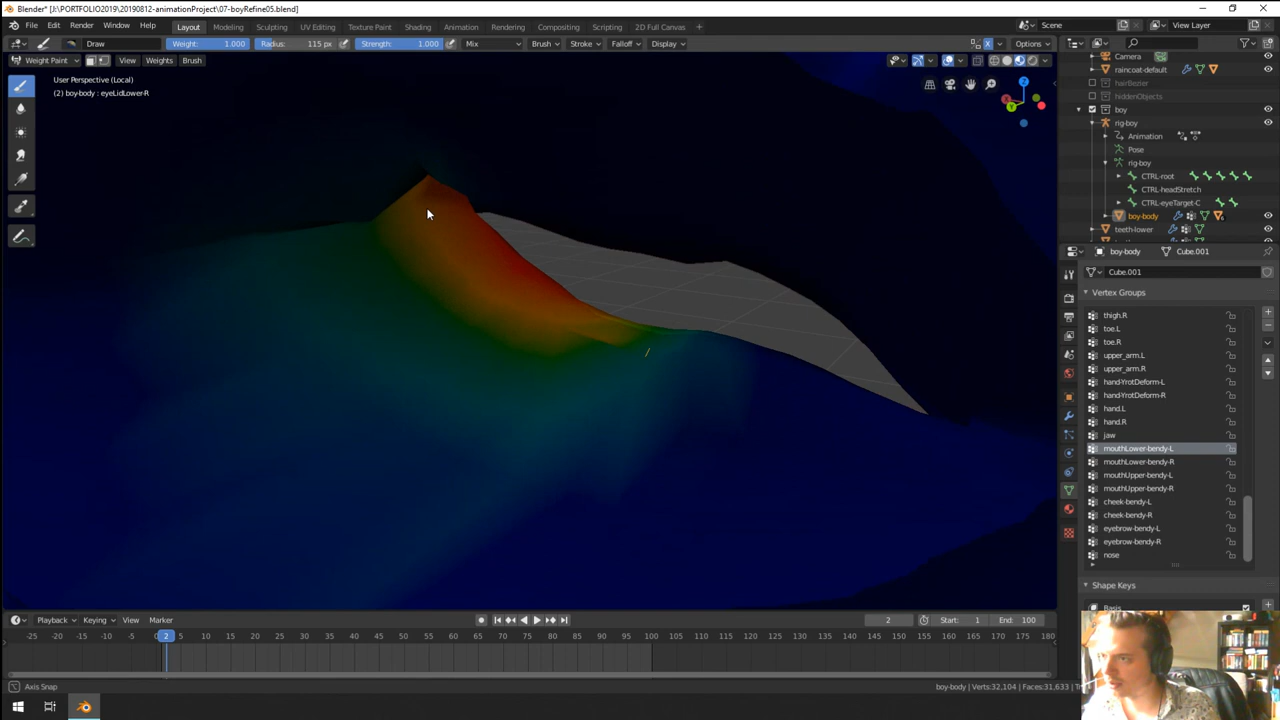 Blender* [J:\PORTFOLIO2019\20190812-animationProject\07-boyRefine05.blend]
File Edit Render Window Help Layout Modeling Sculpting UV Editing Texture Paint Shading Animation Rendering Compositing Scripting 2D Full Canvas Scene View Layer
Draw Weight: 1.000 Radius: 115 px Strength: 1.000 Mix Brush Stroke Falloff Display X Options
Weight Paint View Weights Brush
User Perspective (Local)
(2) boy-body : eyeLidLower-R
Camera
raincoat-default
hairBezier
hiddenObjects
boy
rig-boy
Animation
Pose
rig-boy
CTRL-root
CTRL-headStretch
CTRL-eyeTarget-C
boy-body
teeth-lower
boy-body Cube.001
Cube.001
Vertex Groups
thigh.R
toe.L
toe.R
upper_arm.L
upper_arm.R
hand-YrotDeform-L
hand-YrotDeform-R
hand.L
hand.R
jaw
mouthLower-bendy-L
mouthLower-bendy-R
mouthUpper-bendy-L
mouthUpper-bendy-R
cheek-bendy-L
cheek-bendy-R
eyebrow-bendy-L
eyebrow-bendy-R
nose
Shape Keys
Basis
Playback Keying View Marker 2 Start: 1 End: 100
-25 -20 -15 -10 -5 2 5 10 15 20 25 30 35 40 45 50 55 60 65 70 75 80 85 90 95 100 105 110 115 120 125 130 135 140 145 150 155 160 165 170 175 180
Axis Snap boy-body | Verts:32,104 | Faces:31,633 |